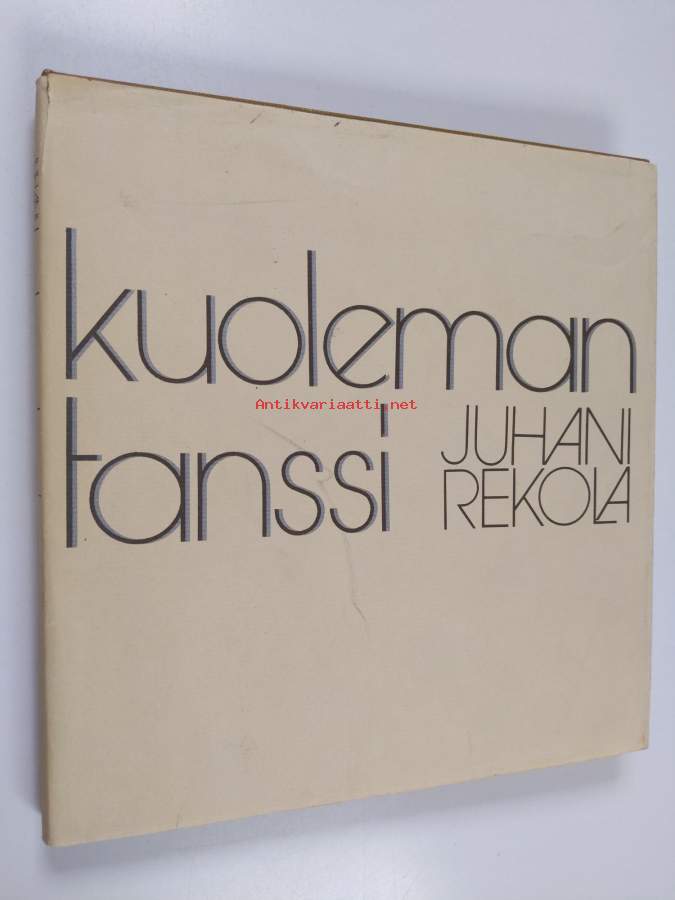 kuoleman
Antikvariaatti.net
tanssi
JUHANI
REKOLA